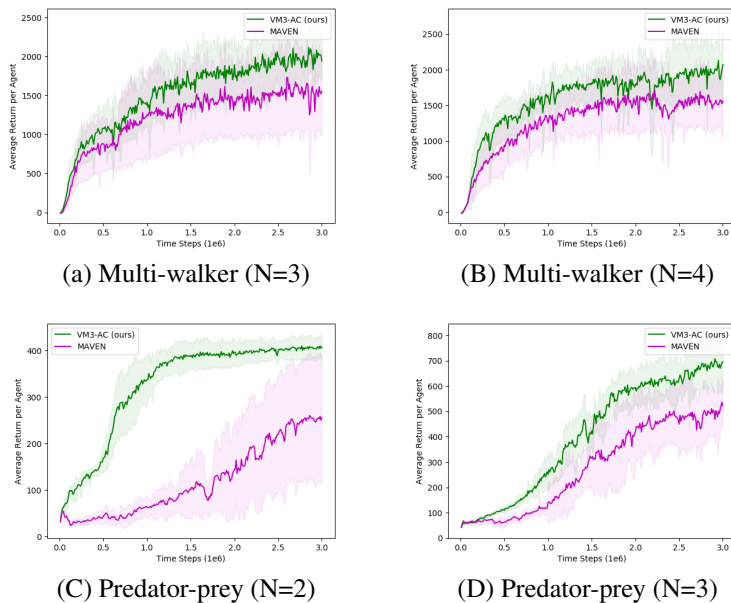 VM3-AC (ours)
MAVEN
Average Return per Agent
2500
2000
1500
1000
500
0
0.0 0.5 1.0 1.5 2.0 2.5 3.0
Time Steps (1e6)
(a) Multi-walker (N=3)
VM3-AC (ours)
MAVEN
Average Return per Agent
2500
2000
1500
1000
500
0
0.0 0.5 1.0 1.5 2.0 2.5 3.0
Time Steps (1e6)
(B) Multi-walker (N=4)
VM3-AC (ours)
MAVEN
Average Return per Agent
400
300
200
100
0
0.0 0.5 1.0 1.5 2.0 2.5 3.0
Time Steps (1e6)
(C) Predator-prey (N=2)
VM3-AC (ours)
MAVEN
Average Return per Agent
800
700
600
500
400
300
200
100
0
0.0 0.5 1.0 1.5 2.0 2.5 3.0
Time Steps (1e6)
(D) Predator-prey (N=3)